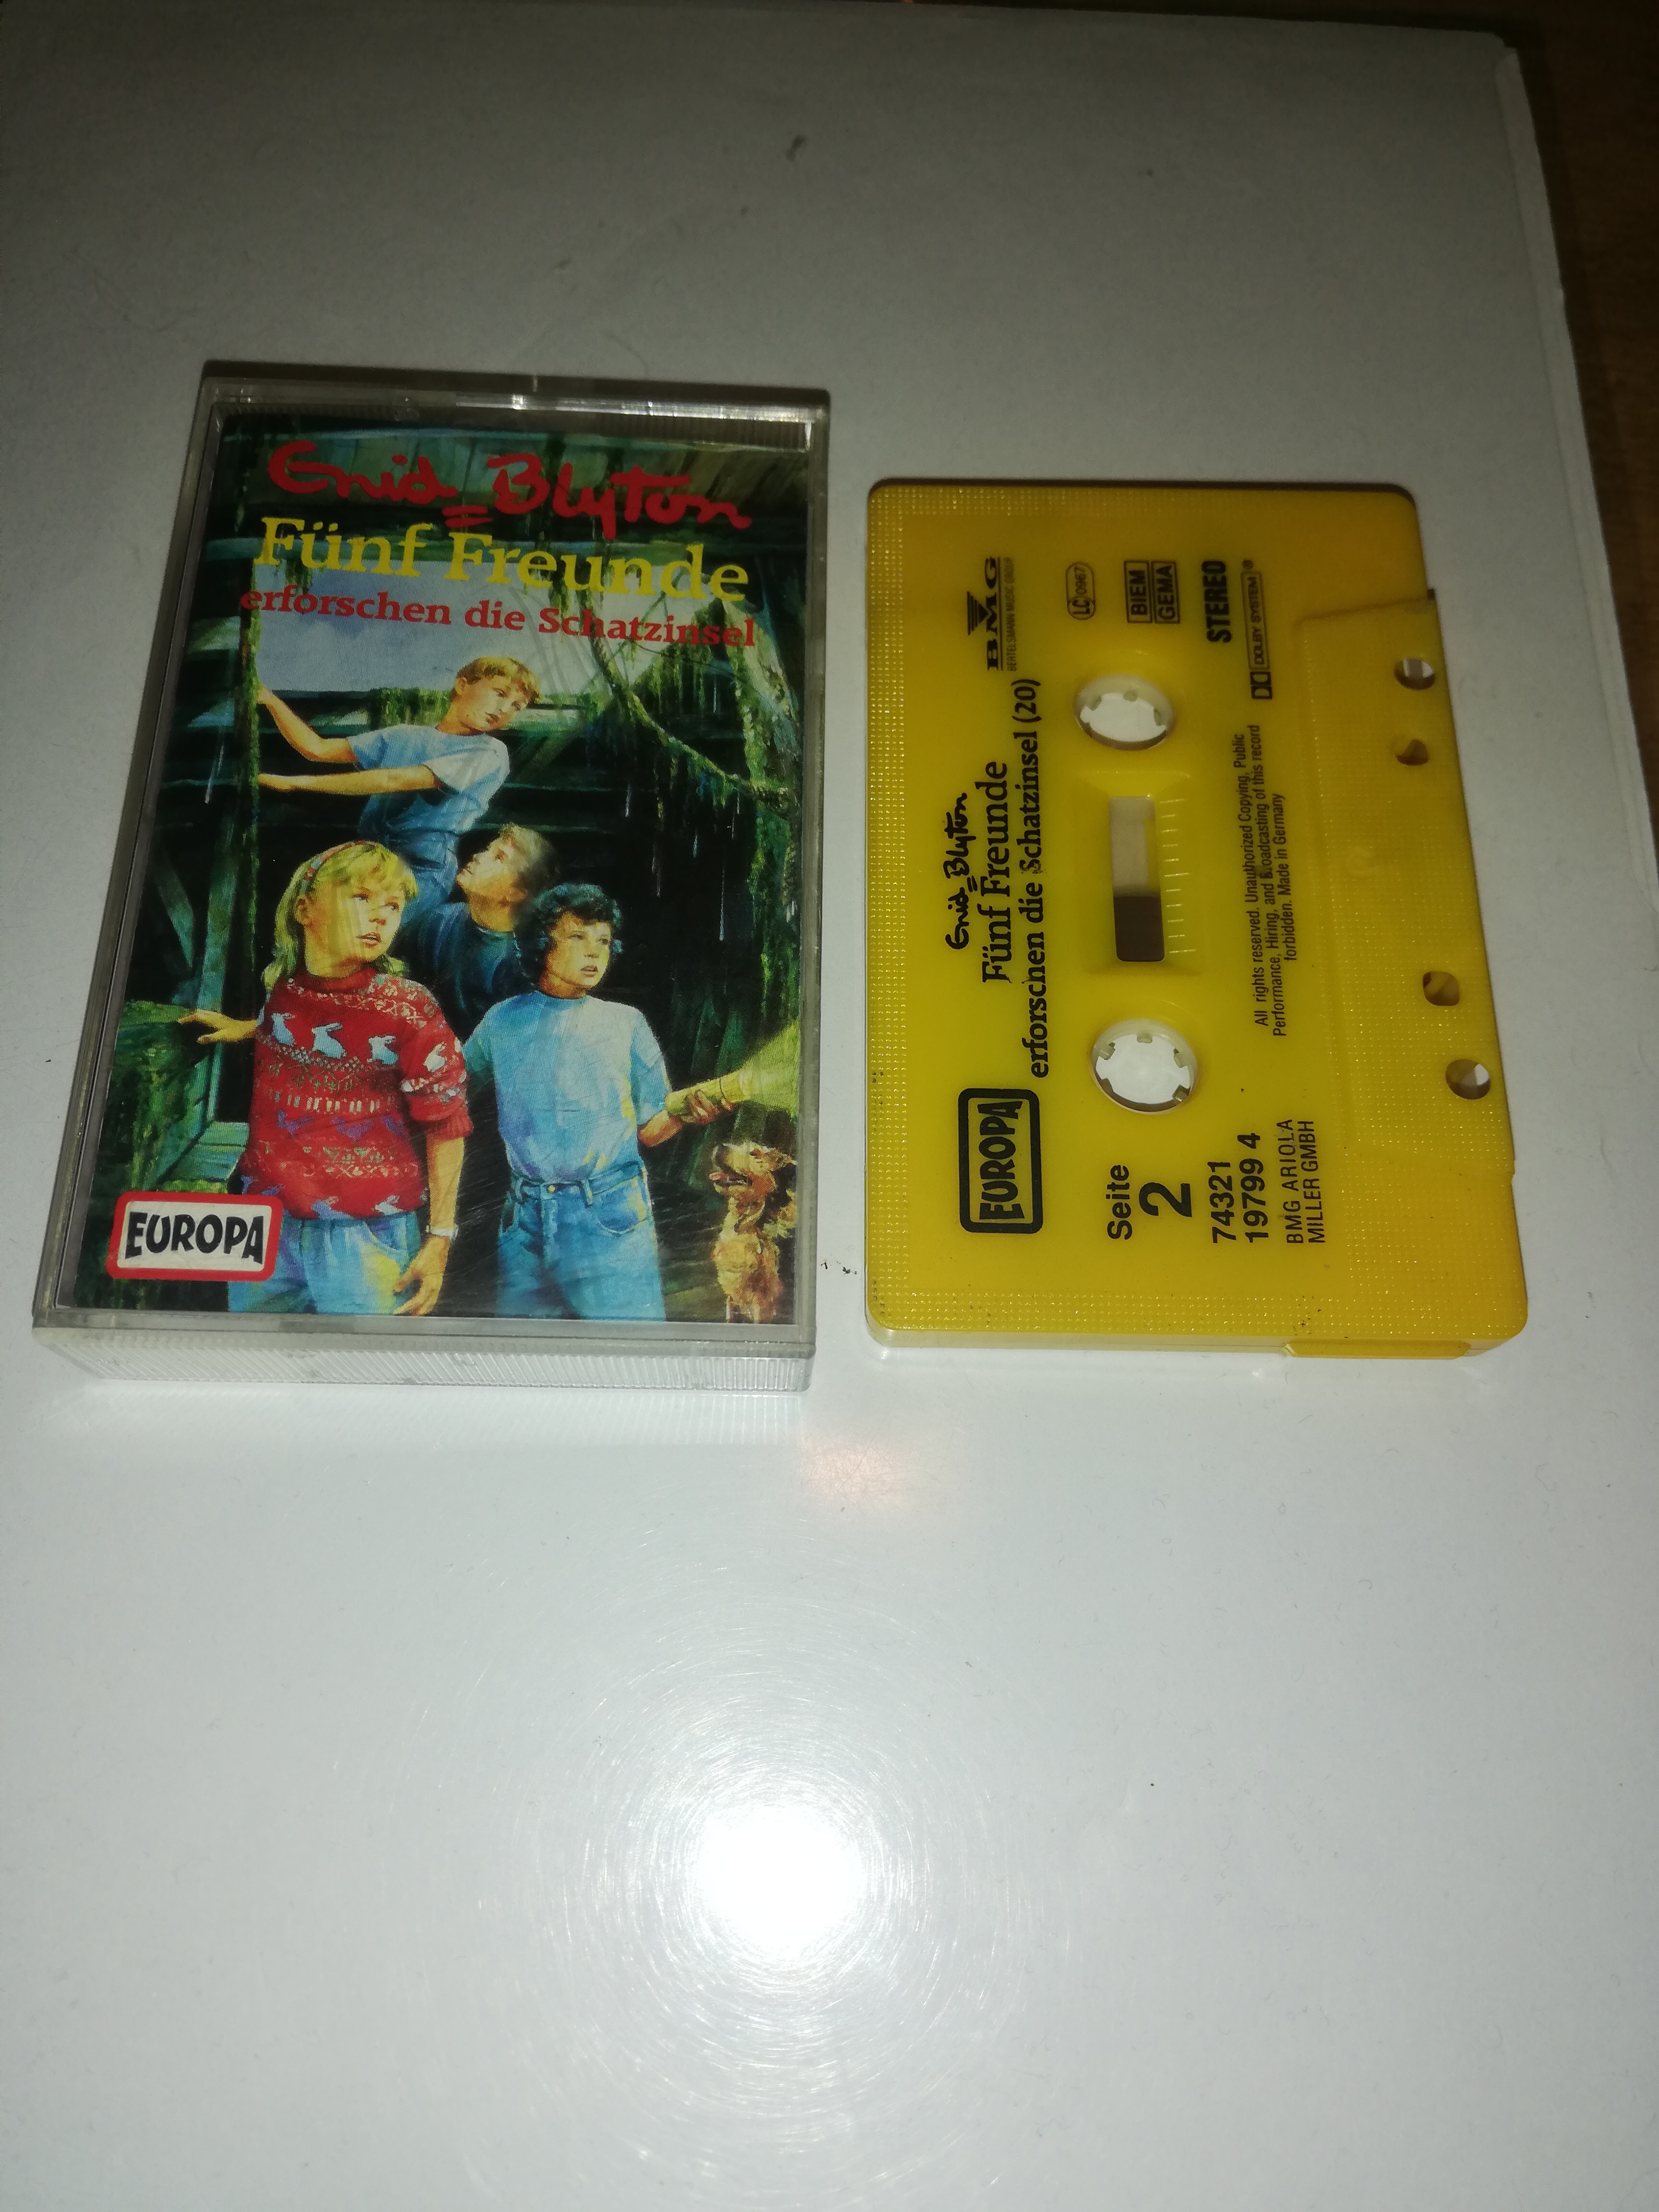 Enid Blyton
Fünf Freunde
erforschen die Schatzinsel
EUROPA
EUROPA
Enid Blyton
Fünf Freunde
erforschen die Schatzinsel (20)
BMG
BERTELSMANN MUSIC GROUP
LC 0967
BIEM
GEMA
STEREO
DOLBY SYSTEM®
Seite
2
74321
19799 4
BMG ARIOLA
MILLER GMBH
All rights reserved. Unauthorized Copying, Public
Performance, Hiring, and Broadcasting of this record
forbidden. Made in Germany